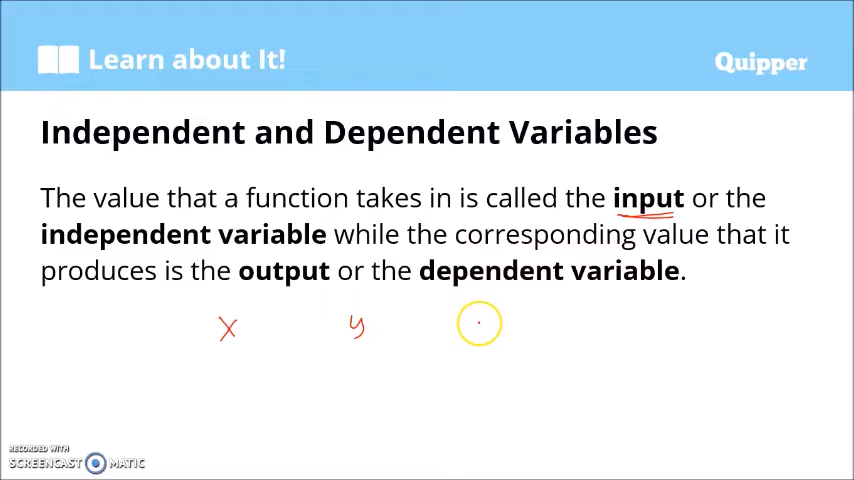 Learn about It!
Quipper
Independent and Dependent Variables
The value that a function takes in is called the input or the
independent variable while the corresponding value that it
produces is the output or the dependent variable.
x y
RECORDED WITH
SCREENCAST MATIC